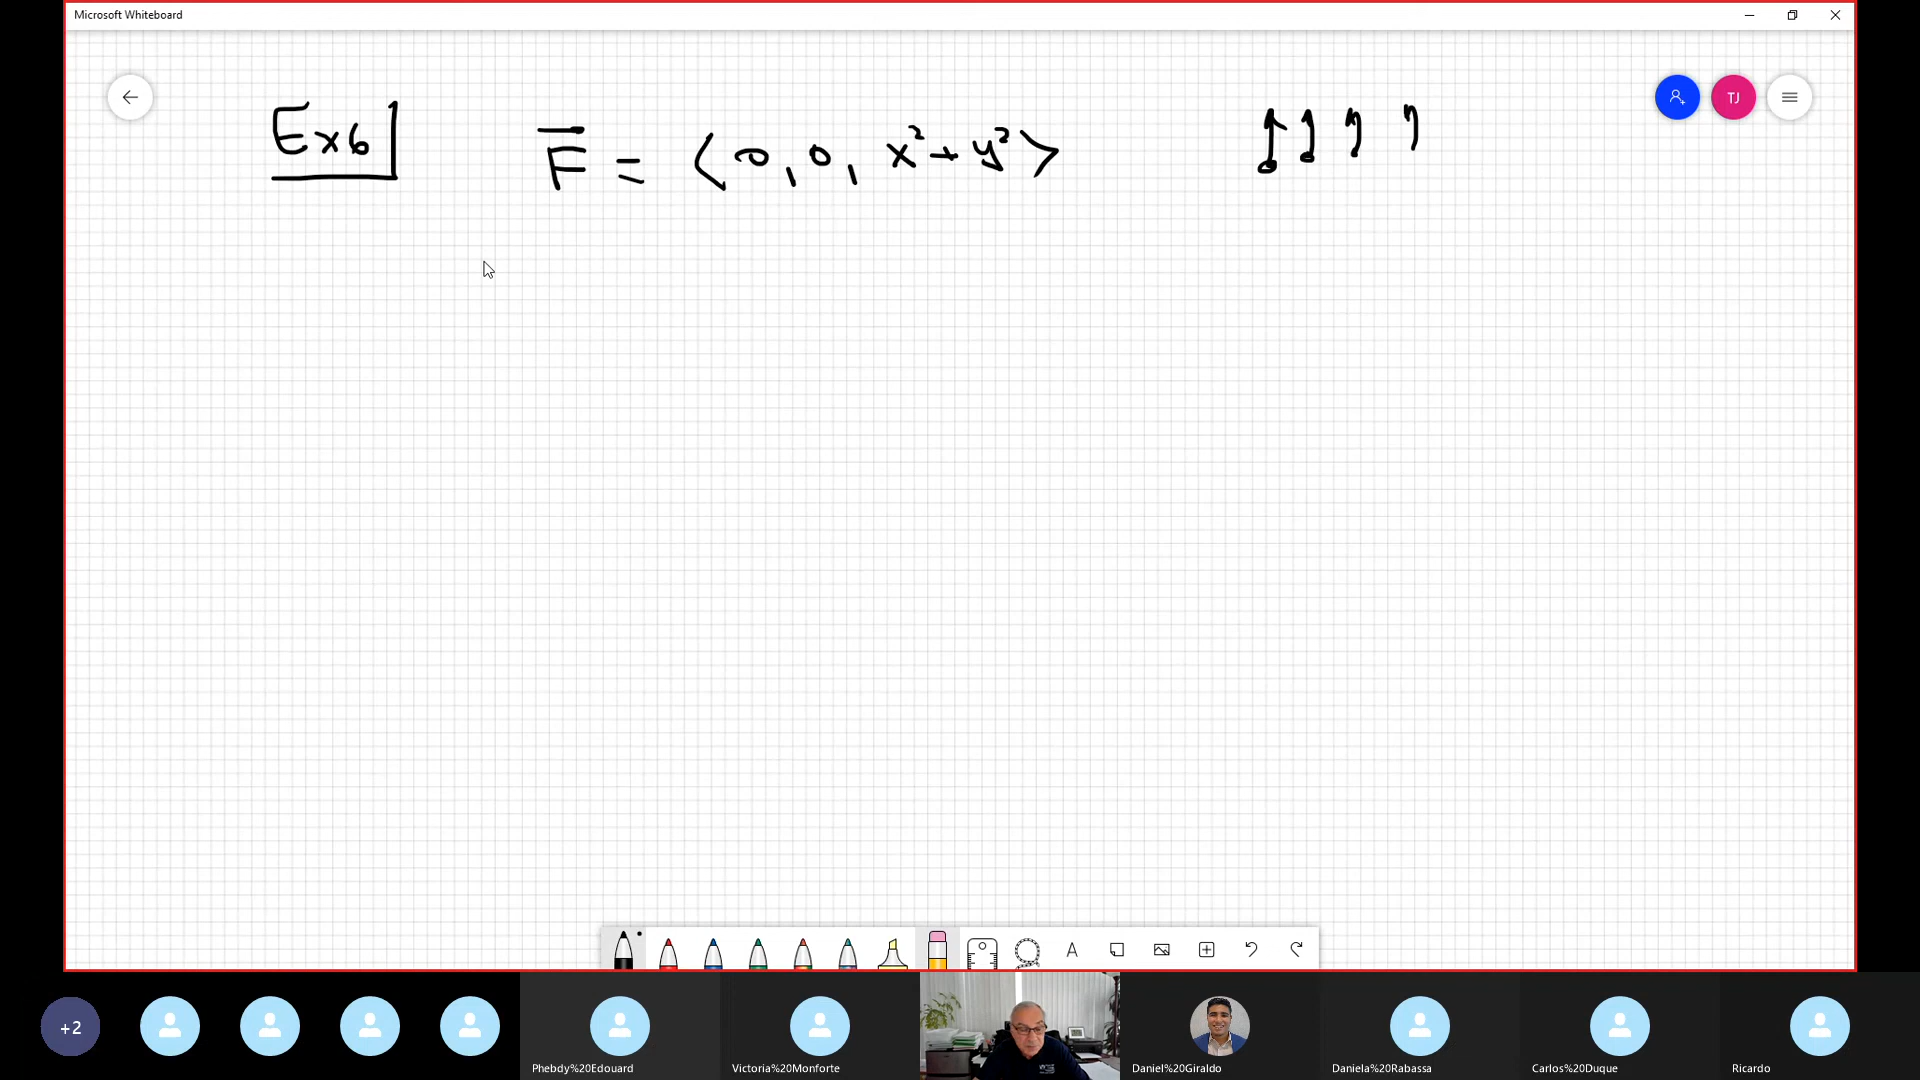 Microsoft Whiteboard
Ex6
F̅ = ⟨0, 0, x²+y²⟩
TJ
A
+2
Phebdy%20Edouard
Victoria%20Monforte
Daniel%20Giraldo
Daniela%20Rabassa
Carlos%20Duque
Ricardo